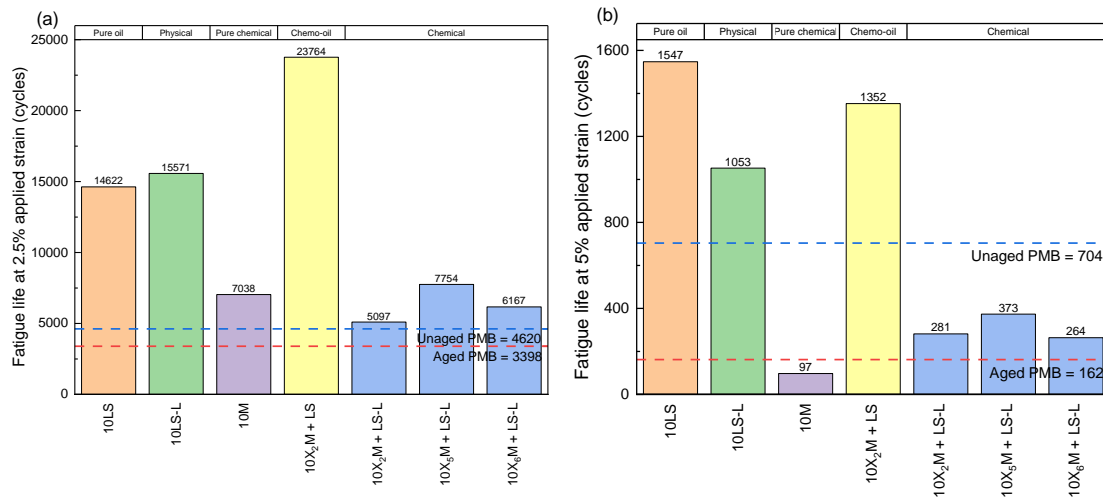 (a)
Pure oil Physical Pure chemical Chemo-oil Chemical
Fatigue life at 2.5% applied strain (cycles)
25000
20000
15000
10000
5000
0
14622
15571
7038
23764
5097
7754
6167
Unaged PMB = 4620
Aged PMB = 3398
10LS
10LS-L
10M
10X₂M + LS
10X₂M + LS-L
10X₅M + LS-L
10X₆M + LS-L
(b)
Pure oil Physical Pure chemical Chemo-oil Chemical
Fatigue life at 5% applied strain (cycles)
1600
1200
800
400
0
1547
1053
97
1352
281
373
264
Unaged PMB = 704
Aged PMB = 162
10LS
10LS-L
10M
10X₂M + LS
10X₂M + LS-L
10X₅M + LS-L
10X₆M + LS-L